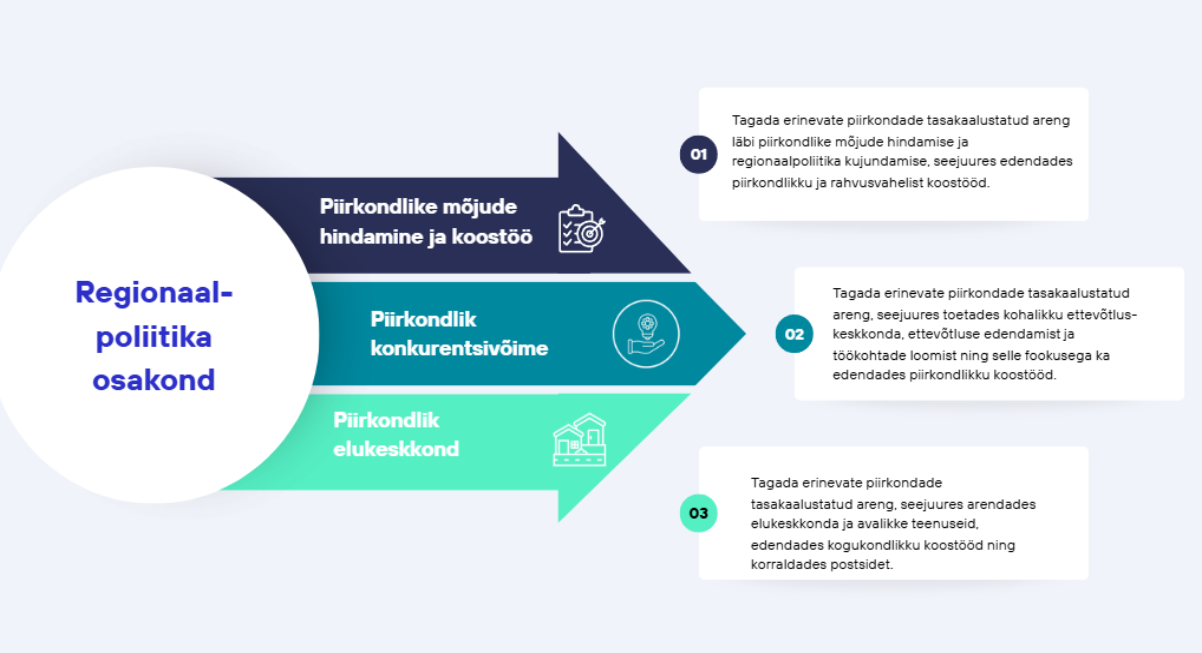 Regionaal-
poliitika
osakond
Piirkondlike mõjude
hindamine ja koostöö
Piirkondlik
konkurentsivõime
Piirkondlik
elukeskkond
01
Tagada erinevate piirkondade tasakaalustatud areng
läbi piirkondlike mõjude hindamise ja
regionaalpoliitika kujundamise, seejuures edendades
piirkondlikku ja rahvusvahelist koostööd.
02
Tagada erinevate piirkondade tasakaalustatud
areng, seejuures toetades kohalikku ettevõtlus-
keskkonda, ettevõtluse edendamist ja
töökohtade loomist ning selle fookusega ka
edendades piirkondlikku koostööd.
03
Tagada erinevate piirkondade
tasakaalustatud areng, seejuures arendades
elukeskkonda ja avalikke teenuseid,
edendades kogukondlikku koostööd ning
korraldades postsidet.